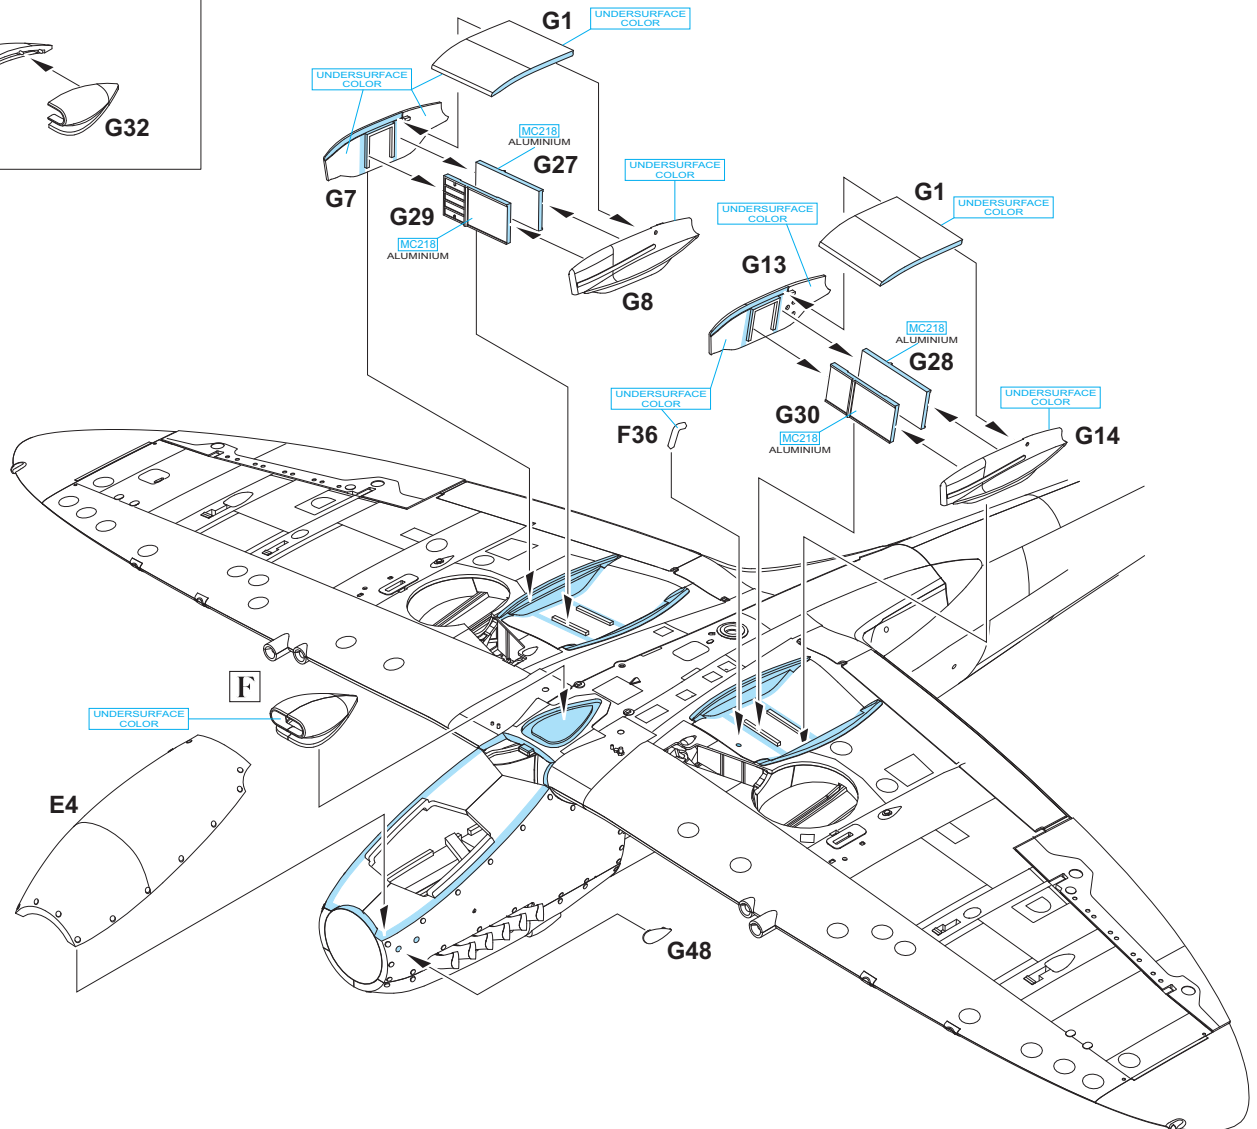 G1
UNDERSURFACE
COLOR
UNDERSURFACE
COLOR
G32
MC218
ALUMINIUM
G27
G7
UNDERSURFACE
COLOR
G1
G29
UNDERSURFACE
COLOR
UNDERSURFACE
COLOR
MC218
ALUMINIUM
G13
G8
MC218
ALUMINIUM
G28
UNDERSURFACE
COLOR
UNDERSURFACE
COLOR
G30
F36
G14
MC218
ALUMINIUM
F
UNDERSURFACE
COLOR
E4
G48